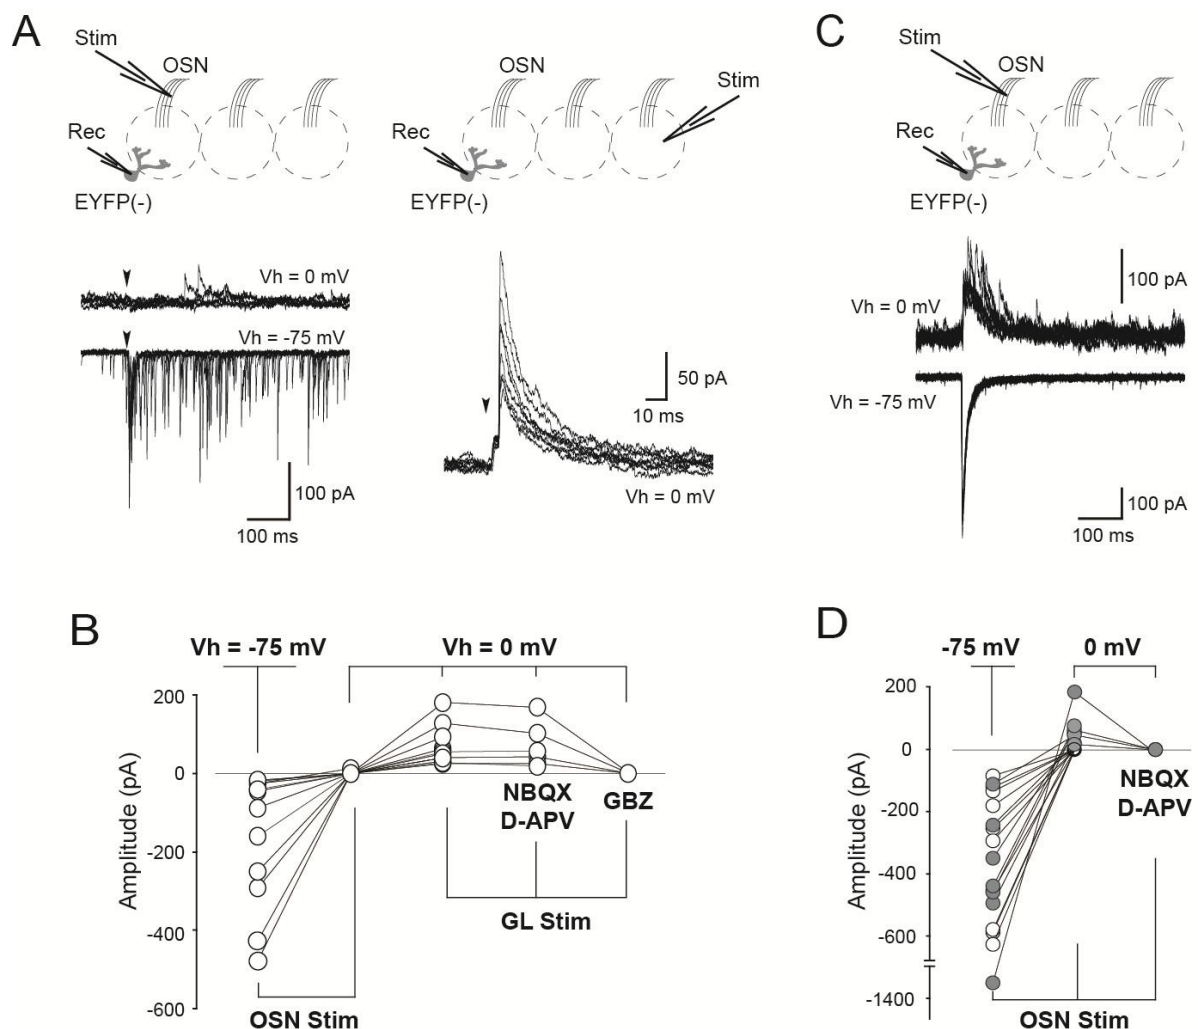 A
C
Stim
OSN
Rec
EYFP(-)
OSN
Stim
Rec
EYFP(-)
Stim
OSN
Rec
EYFP(-)
Vh = 0 mV
Vh = -75 mV
100 pA
100 ms
50 pA
10 ms
Vh = 0 mV
100 pA
Vh = 0 mV
Vh = -75 mV
100 pA
100 ms
B
Vh = -75 mV
Vh = 0 mV
200
0
-200
-400
-600
Amplitude (pA)
NBQX
D-APV
GBZ
GL Stim
OSN Stim
D
-75 mV
0 mV
200
0
-200
-400
-600
-1400
Amplitude (pA)
NBQX
D-APV
OSN Stim